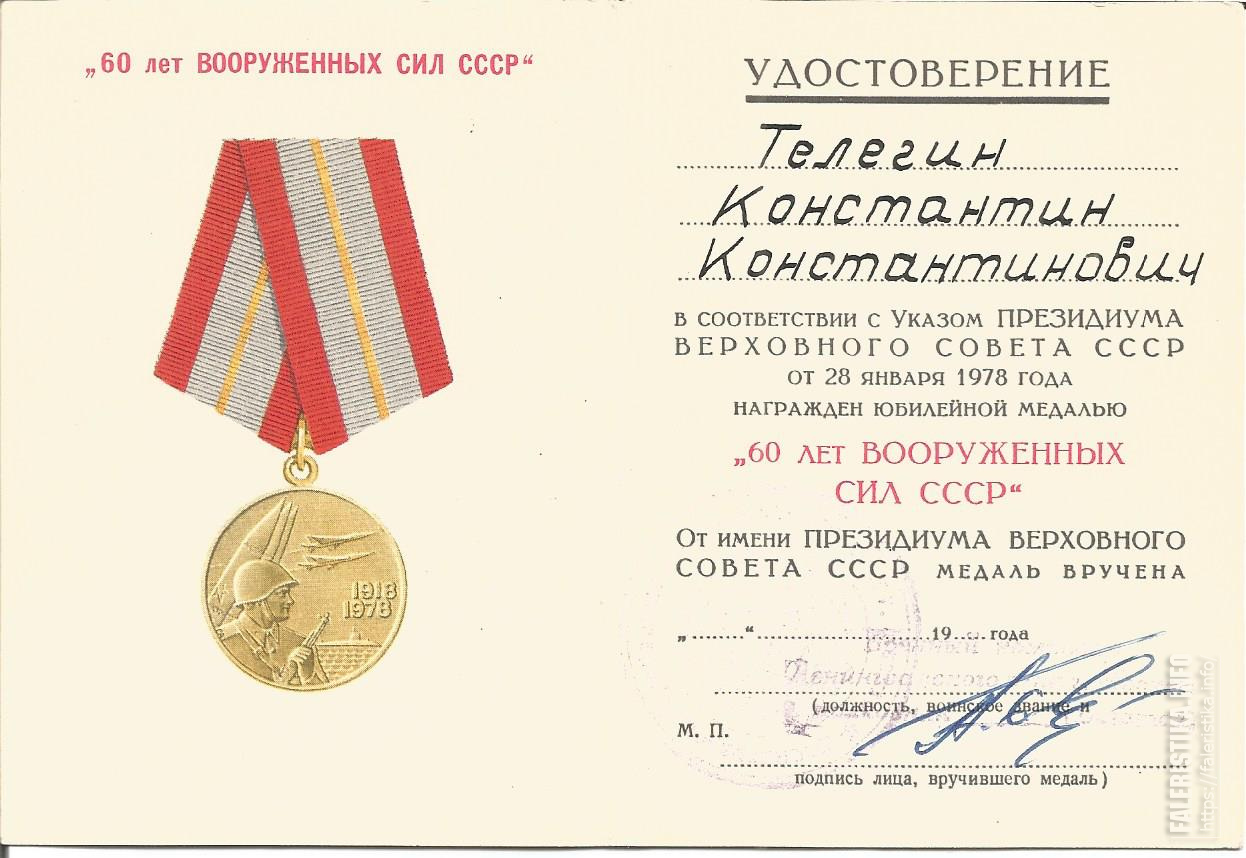 „60 лет ВООРУЖЕННЫХ СИЛ СССР“
1918
1978
УДОСТОВЕРЕНИЕ
Телегин
Константин
Константинович
В СООТВЕТСТВИИ С УКАЗОМ ПРЕЗИДИУМА
ВЕРХОВНОГО СОВЕТА СССР
ОТ 28 ЯНВАРЯ 1978 ГОДА
НАГРАЖДЕН ЮБИЛЕЙНОЙ МЕДАЛЬЮ
„60 ЛЕТ ВООРУЖЕННЫХ
СИЛ СССР“
ОТ ИМЕНИ ПРЕЗИДИУМА ВЕРХОВНОГО
СОВЕТА СССР МЕДАЛЬ ВРУЧЕНА
„........“........................19.....года
(должность, воинское звание и
М. П.
подпись лица, вручившего медаль)
FALERISTIKA.INFO
https://faleristika.info